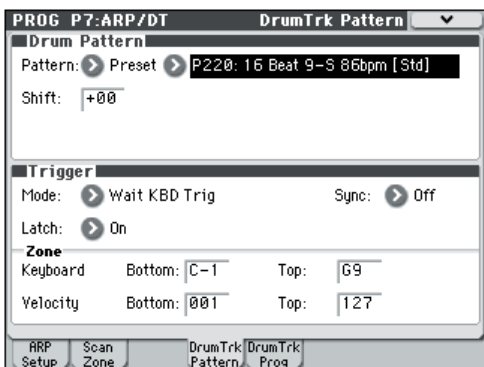 PROG P7:ARP/DT DrumTrk Pattern
Drum Pattern
Pattern: Preset P220: 16 Beat 9-S 86bpm [Std]
Shift: +00
Trigger
Mode: Wait KBD Trig Sync: Off
Latch: On
Zone
Keyboard Bottom: C-1 Top: G9
Velocity Bottom: 001 Top: 127
ARP Setup Scan Zone DrumTrk Pattern DrumTrk Prog